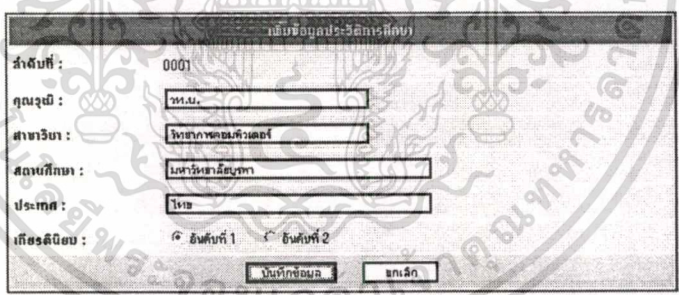 เพิ่มข้อมูลประวัติการศึกษา
ลำดับที่ : 0001
คุณวุฒิ : วท.บ.
สาขาวิชา : วิทยาการคอมพิวเตอร์
สถานศึกษา : มหาวิทยาลัยบูรพา
ประเทศ : ไทย
เกียรตินิยม : อันดับที่ 1 อันดับที่ 2
บันทึกข้อมูล ยกเลิก